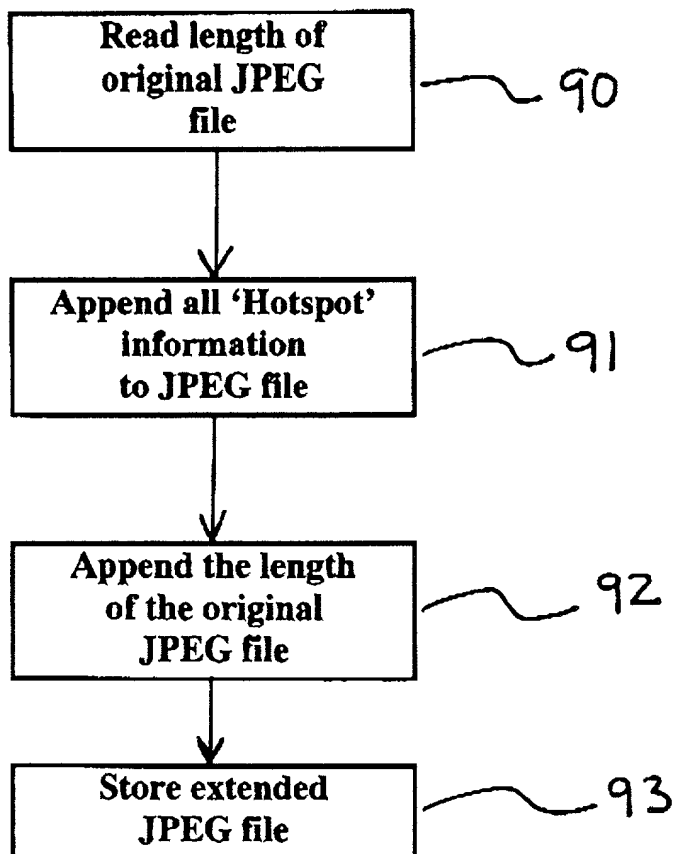 Read length of
original JPEG
file
90
Append all ‘Hotspot’
information
to JPEG file
91
Append the length
of the original
JPEG file
92
Store extended
JPEG file
93